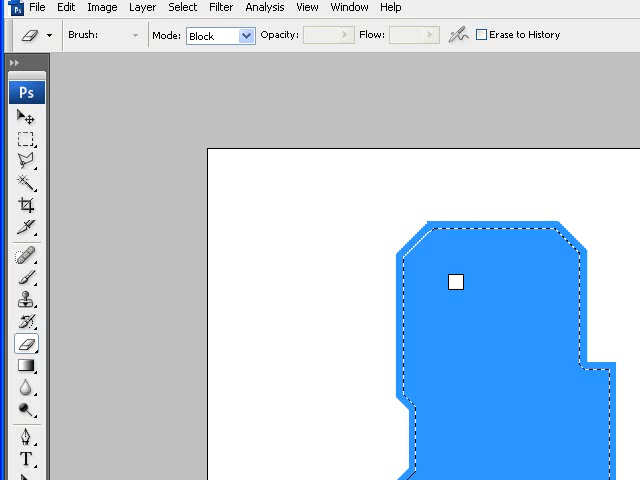 Ps File Edit Image Layer Select Filter Analysis View Window Help
Brush: Mode: Block Opacity: Flow: Erase to History
Ps
T